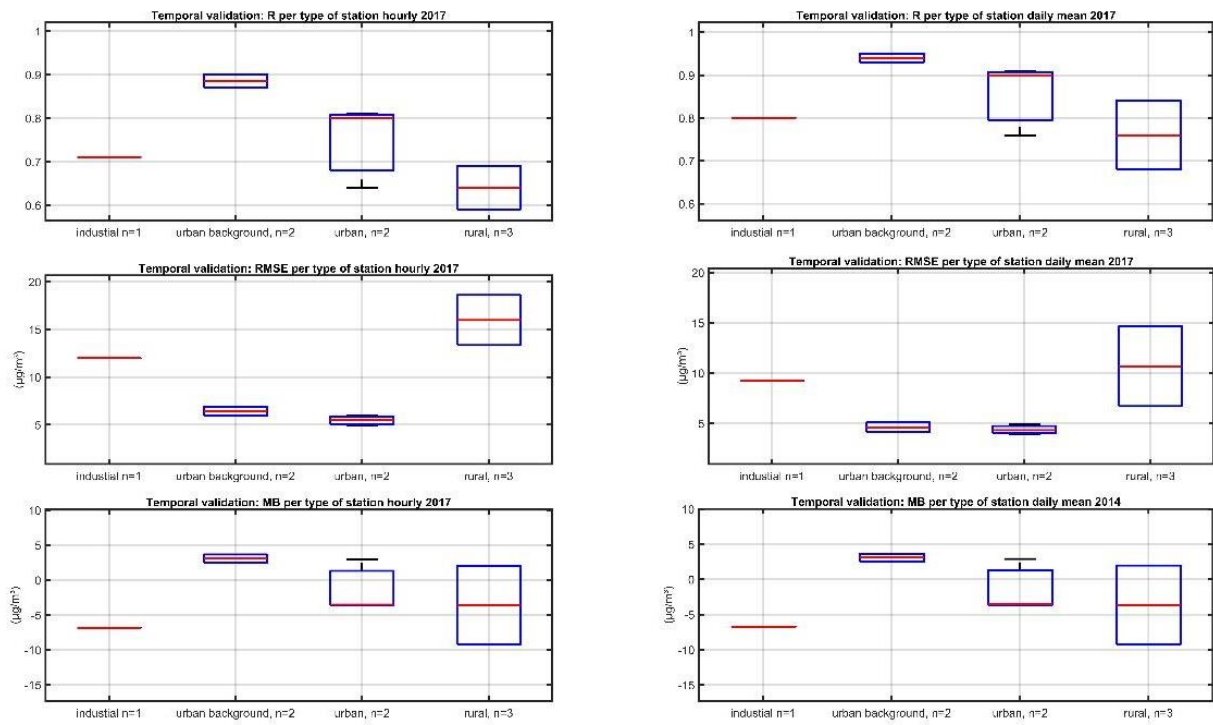 Temporal validation: R per type of station hourly 2017
1
0.9
0.8
0.7
0.6
industial n=1 urban background, n=2 urban, n=2 rural, n=3
Temporal validation: R per type of station daily mean 2017
1
0.9
0.8
0.7
0.6
industial n=1 urban background, n=2 urban, n=2 rural, n=3
Temporal validation: RMSE per type of station hourly 2017
(µg/m³)
20
15
10
5
industial n=1 urban background, n=2 urban, n=2 rural, n=3
Temporal validation: RMSE per type of station daily mean 2017
(µg/m³)
20
15
10
5
industial n=1 urban background, n=2 urban, n=2 rural, n=3
Temporal validation: MB per type of station hourly 2017
(µg/m³)
10
5
0
-5
-10
-15
industial n=1 urban background, n=2 urban, n=2 rural, n=3
Temporal validation: MB per type of station daily mean 2014
(µg/m³)
10
5
0
-5
-10
-15
industial n=1 urban background, n=2 urban, n=2 rural, n=3